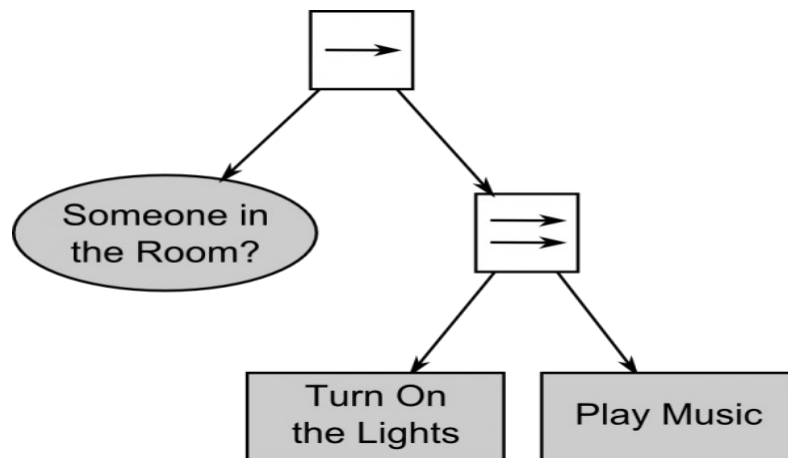 Someone in
the Room?
Turn On
the Lights
Play Music